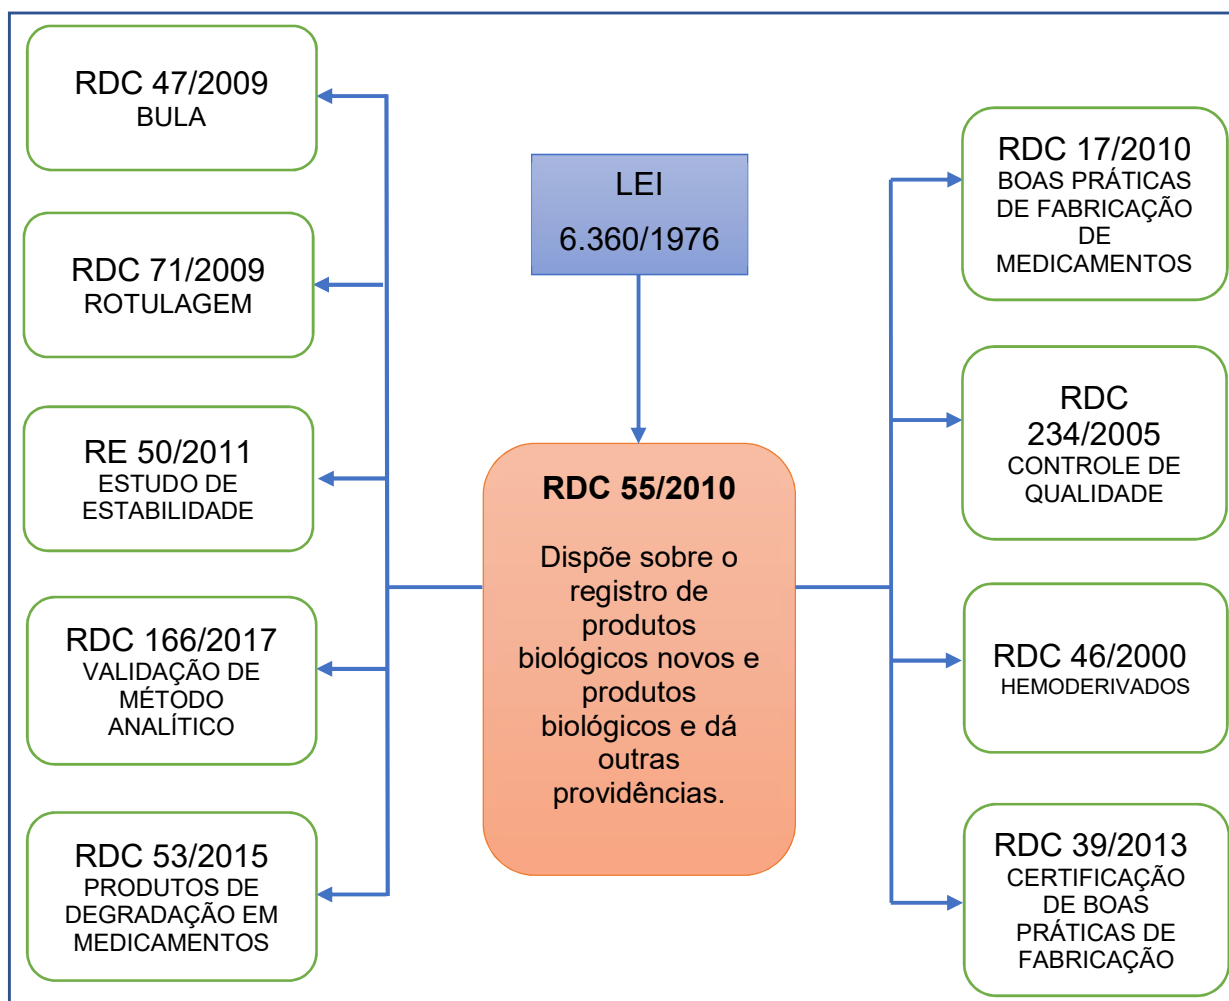 RDC 47/2009
BULA
RDC 71/2009
ROTULAGEM
RE 50/2011
ESTUDO DE
ESTABILIDADE
RDC 166/2017
VALIDAÇÃO DE
MÉTODO
ANALÍTICO
RDC 53/2015
PRODUTOS DE
DEGRADAÇÃO EM
MEDICAMENTOS
LEI
6.360/1976
RDC 55/2010
Dispõe sobre o
registro de
produtos
biológicos novos e
produtos
biológicos e dá
outras
providências.
RDC 17/2010
BOAS PRÁTICAS
DE FABRICAÇÃO
DE
MEDICAMENTOS
RDC
234/2005
CONTROLE DE
QUALIDADE
RDC 46/2000
HEMODERIVADOS
RDC 39/2013
CERTIFICAÇÃO
DE BOAS
PRÁTICAS DE
FABRICAÇÃO